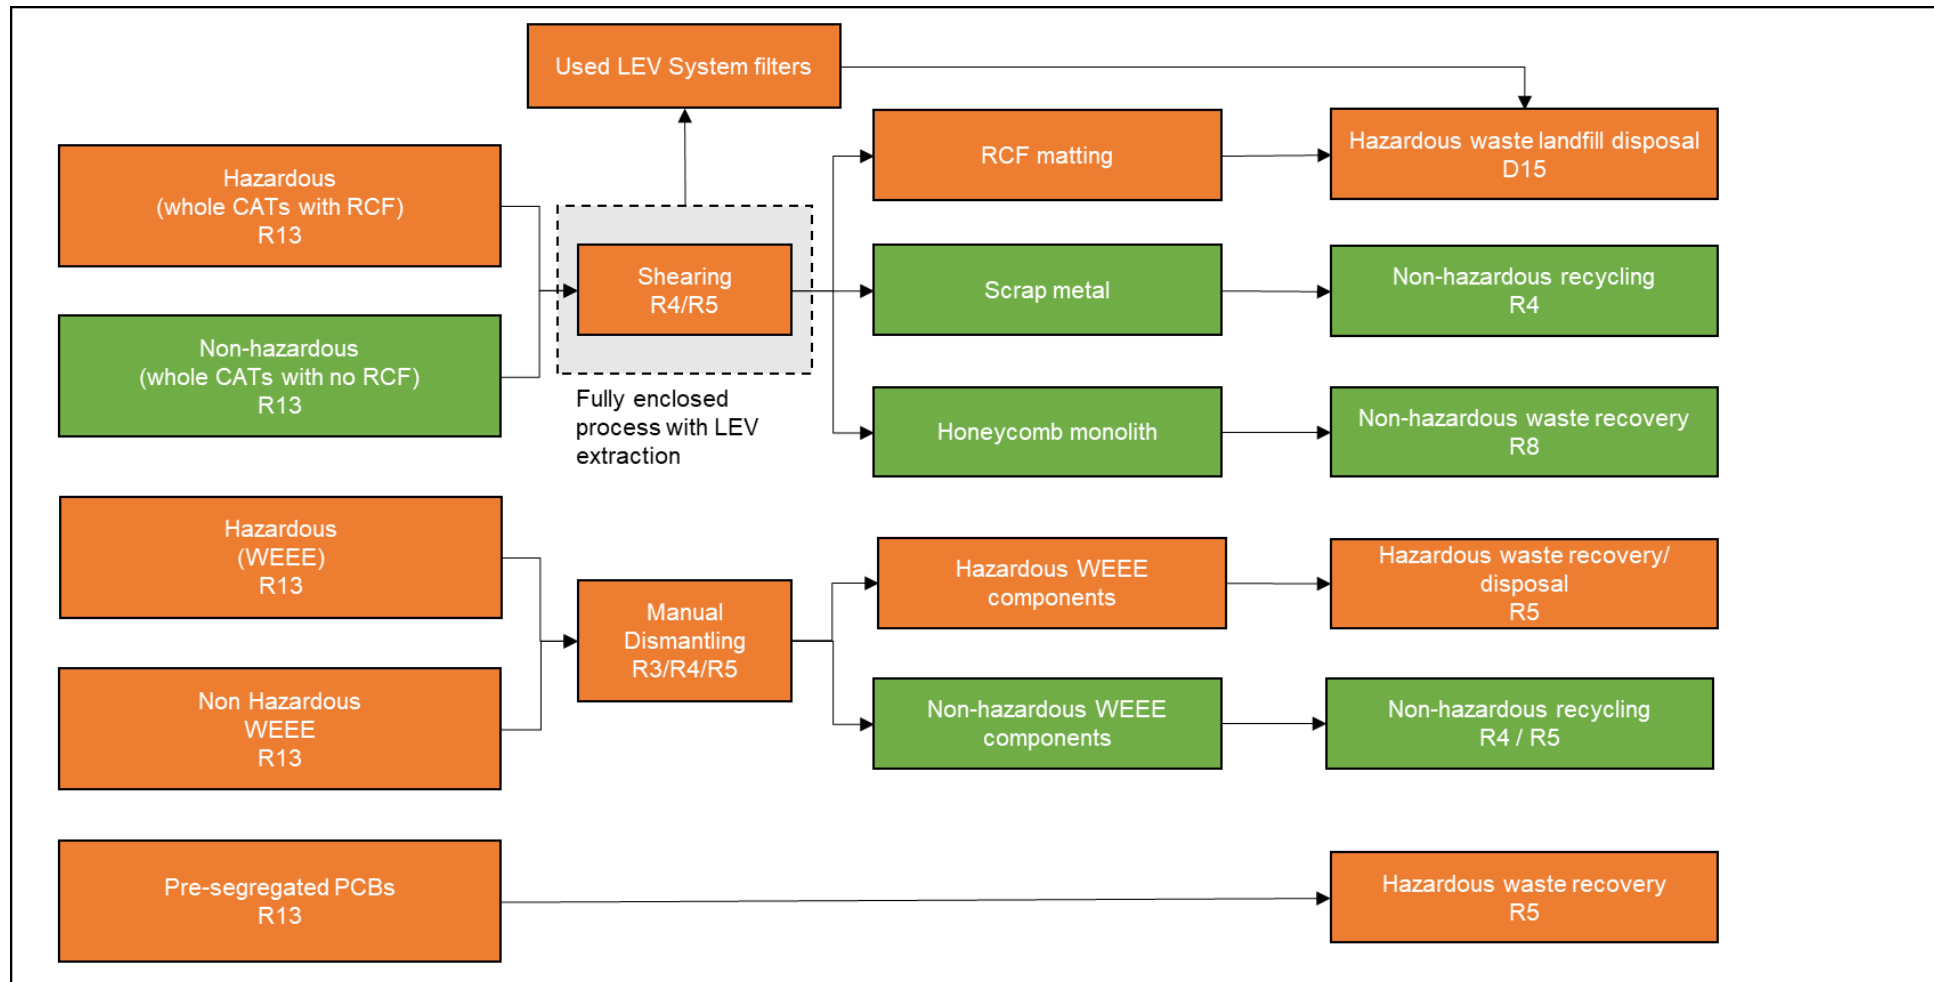 Used LEV System filters
Hazardous
(whole CATs with RCF)
R13
Non-hazardous
(whole CATs with no RCF)
R13
Shearing
R4/R5
Fully enclosed
process with LEV
extraction
RCF matting
Hazardous waste landfill disposal
D15
Scrap metal
Non-hazardous recycling
R4
Honeycomb monolith
Non-hazardous waste recovery
R8
Hazardous
(WEEE)
R13
Non Hazardous
WEEE
R13
Manual
Dismantling
R3/R4/R5
Hazardous WEEE
components
Hazardous waste recovery/
disposal
R5
Non-hazardous WEEE
components
Non-hazardous recycling
R4 / R5
Pre-segregated PCBs
R13
Hazardous waste recovery
R5